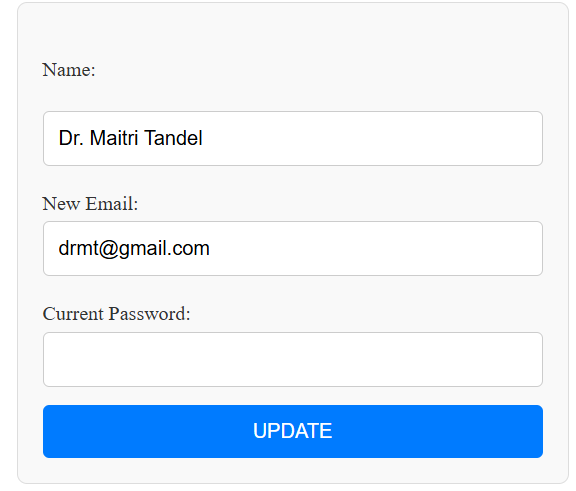 Name:
Dr. Maitri Tandel
New Email:
drmt@gmail.com
Current Password:
UPDATE